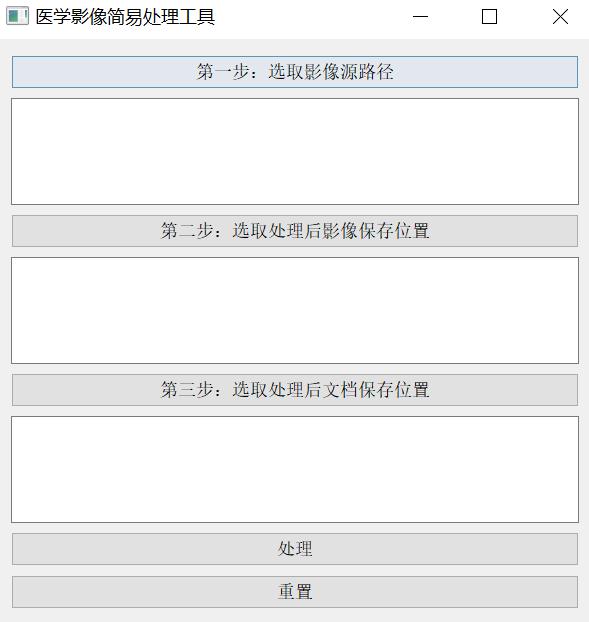 医学影像简易处理工具
第一步：选取影像源路径
第二步：选取处理后影像保存位置
第三步：选取处理后文档保存位置
处理
重置